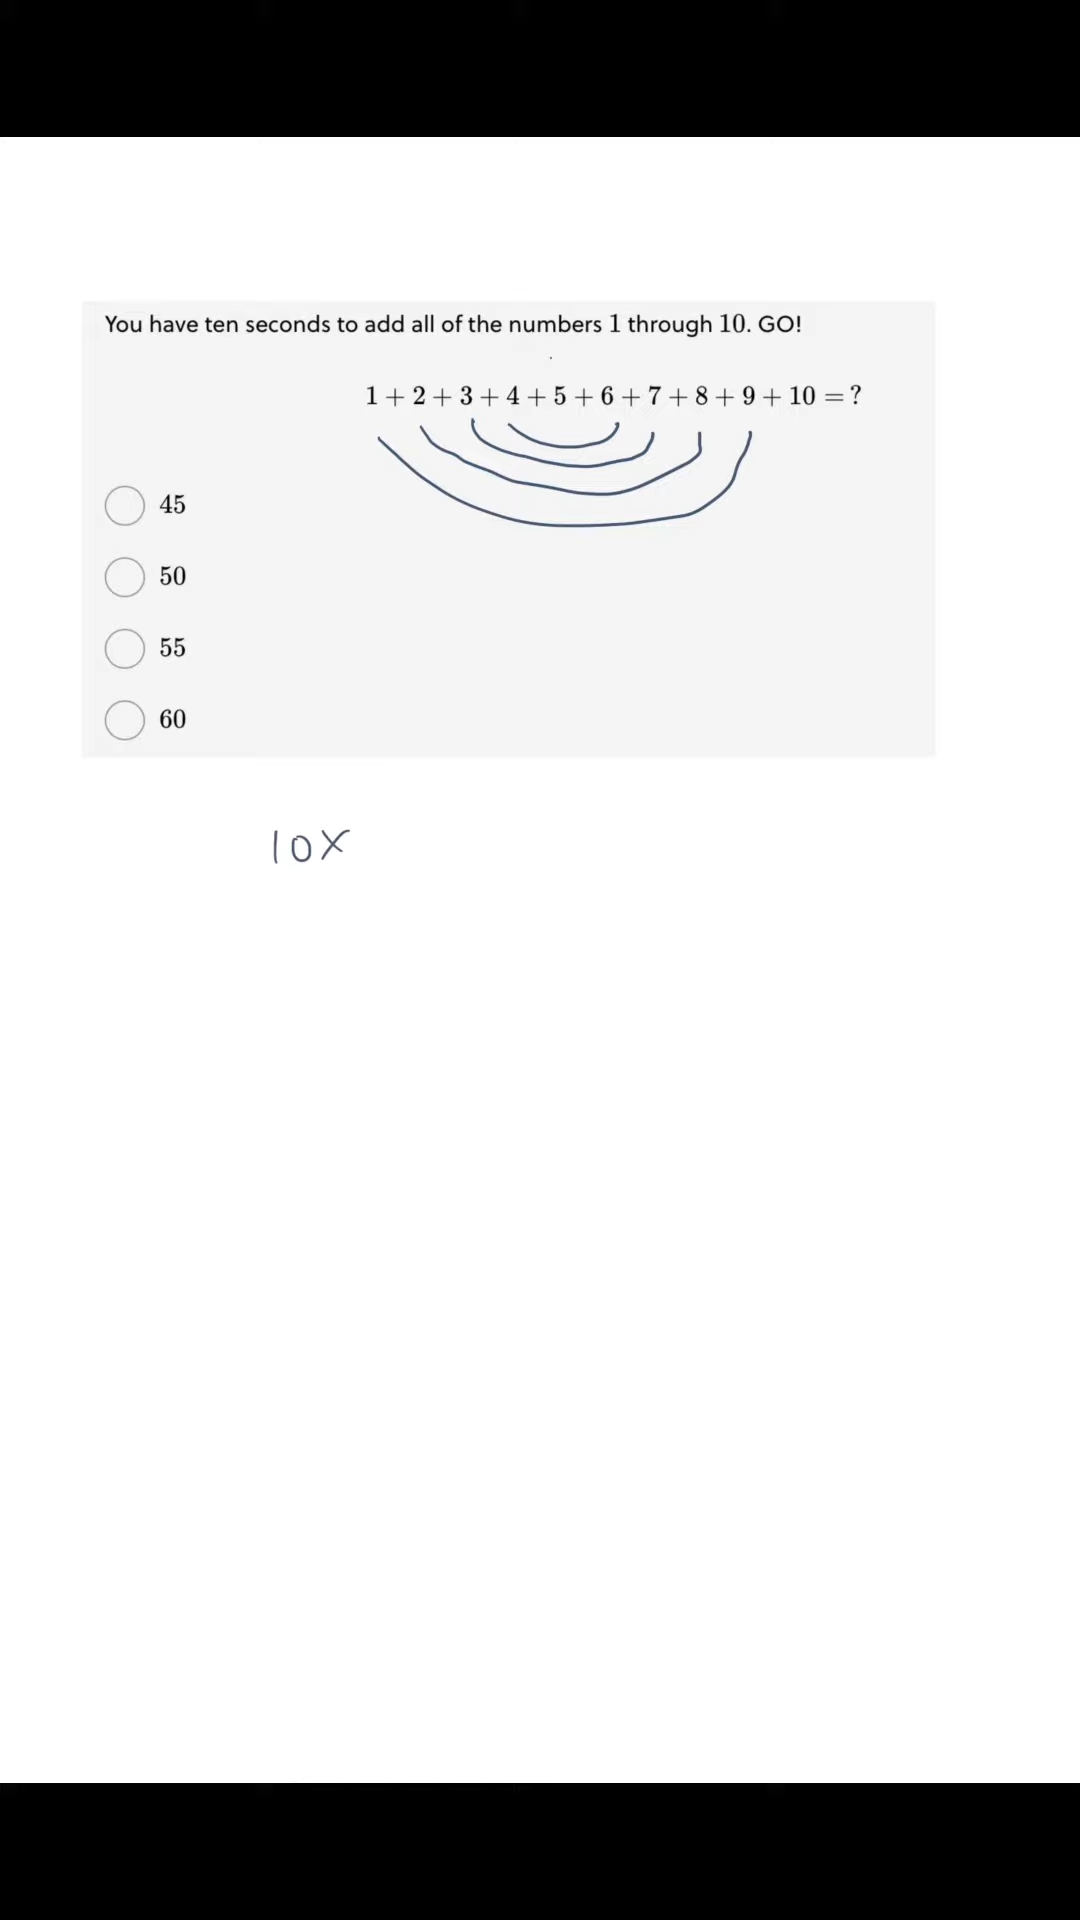 You have ten seconds to add all of the numbers 1 through 10. GO!
1 + 2 + 3 + 4 + 5 + 6 + 7 + 8 + 9 + 10 = ?
45
50
55
60
10x